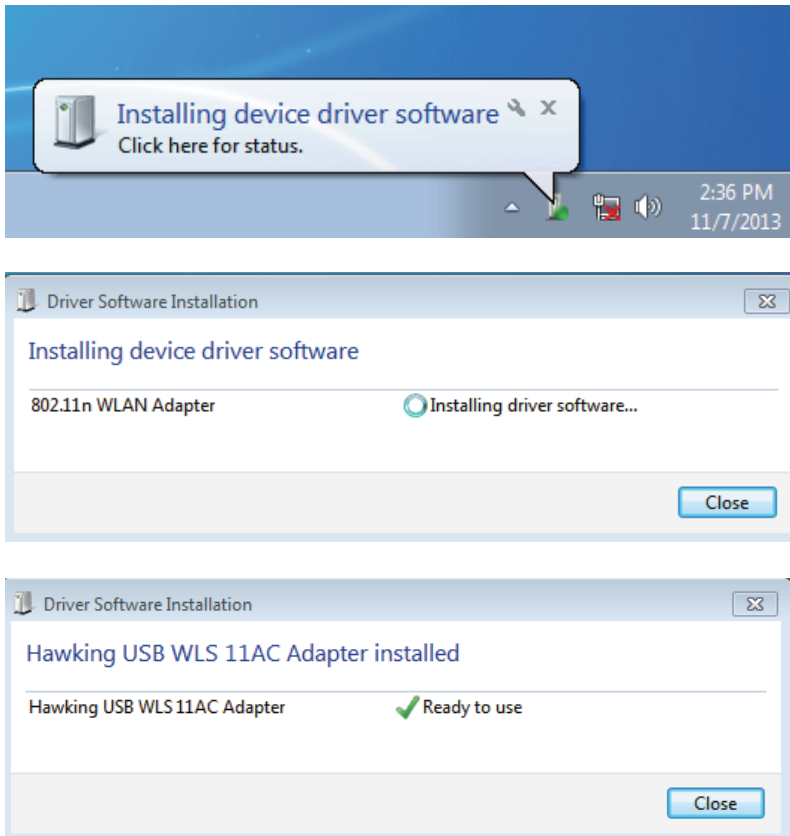 Installing device driver software
Click here for status.
2:36 PM
11/7/2013
Driver Software Installation
Installing device driver software
802.11n WLAN Adapter Installing driver software...
Close
Driver Software Installation
Hawking USB WLS 11AC Adapter installed
Hawking USB WLS 11AC Adapter Ready to use
Close